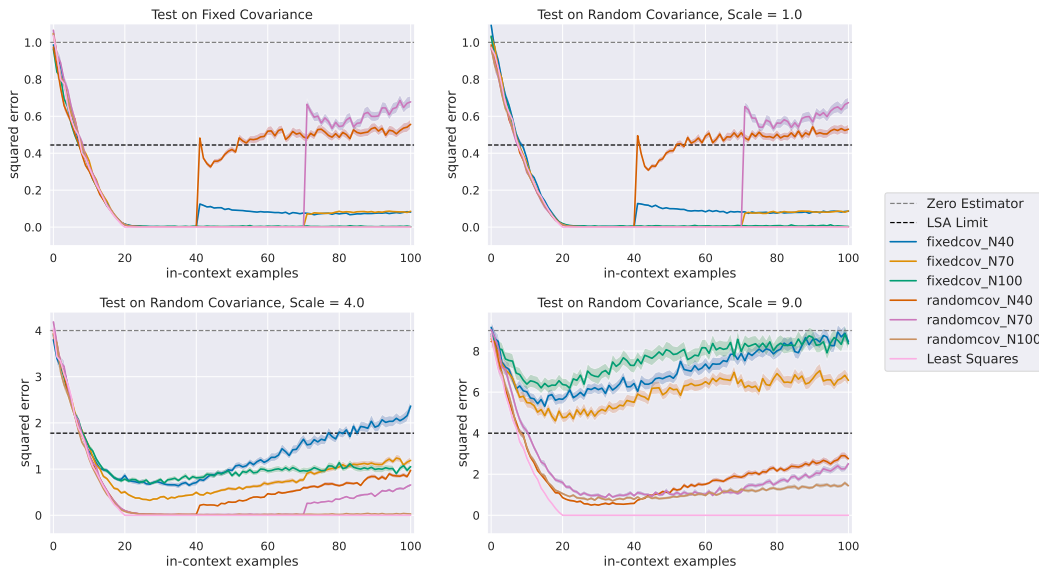 Test on Fixed Covariance
1.0
0.8
0.6
0.4
0.2
0.0
squared error
0 20 40 60 80 100
in-context examples
Test on Random Covariance, Scale = 1.0
1.0
0.8
0.6
0.4
0.2
0.0
squared error
0 20 40 60 80 100
in-context examples
Test on Random Covariance, Scale = 4.0
4
3
2
1
0
squared error
0 20 40 60 80 100
in-context examples
Test on Random Covariance, Scale = 9.0
8
6
4
2
0
squared error
0 20 40 60 80 100
in-context examples
Zero Estimator
LSA Limit
fixedcov_N40
fixedcov_N70
fixedcov_N100
randomcov_N40
randomcov_N70
randomcov_N100
Least Squares